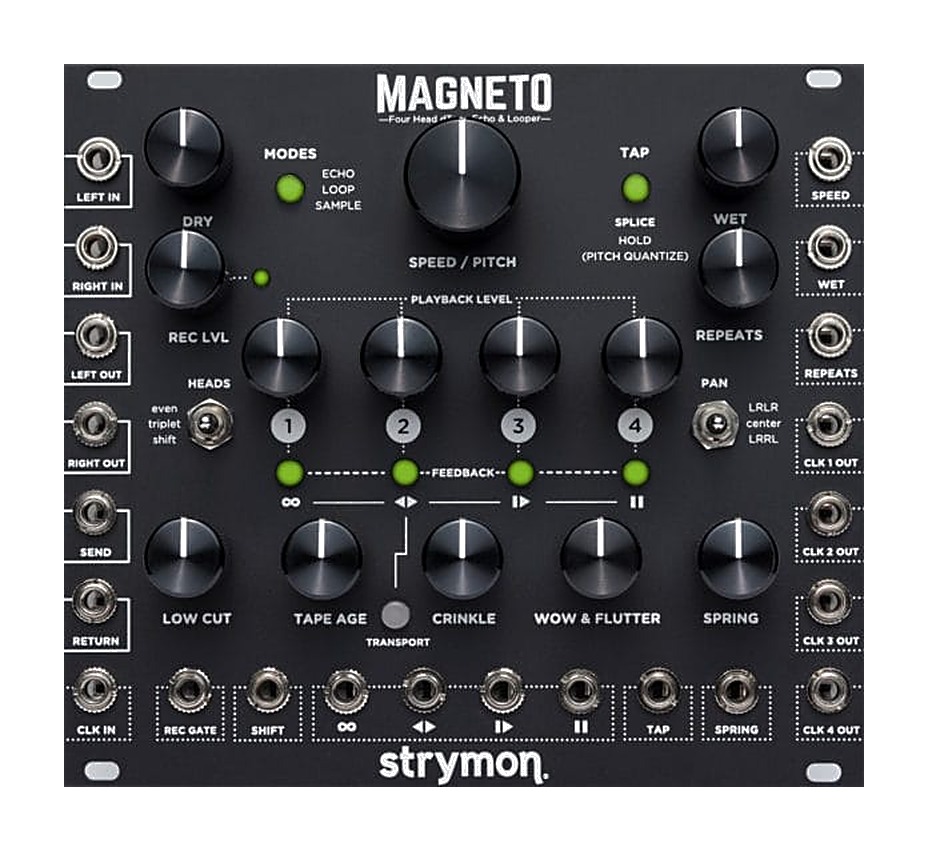 MAGNETO
Four Head Echo & Looper
MODES
TAP
ECHO
LOOP
SAMPLE
LEFT IN
SPEED
DRY
SPLICE
WET
HOLD
(PITCH QUANTIZE)
SPEED / PITCH
RIGHT IN
WET
PLAYBACK LEVEL
REC LVL
REPEATS
LEFT OUT
REPEATS
HEADS
PAN
even
triplet
shift
LRLR
center
LRRL
1 2 3 4
RIGHT OUT
CLK 1 OUT
FEEDBACK
∞
SEND
CLK 2 OUT
LOW CUT
TAPE AGE
CRINKLE
WOW & FLUTTER
SPRING
RETURN
TRANSPORT
CLK 3 OUT
CLK IN
REC GATE
SHIFT
∞
TAP
SPRING
CLK 4 OUT
strymon.